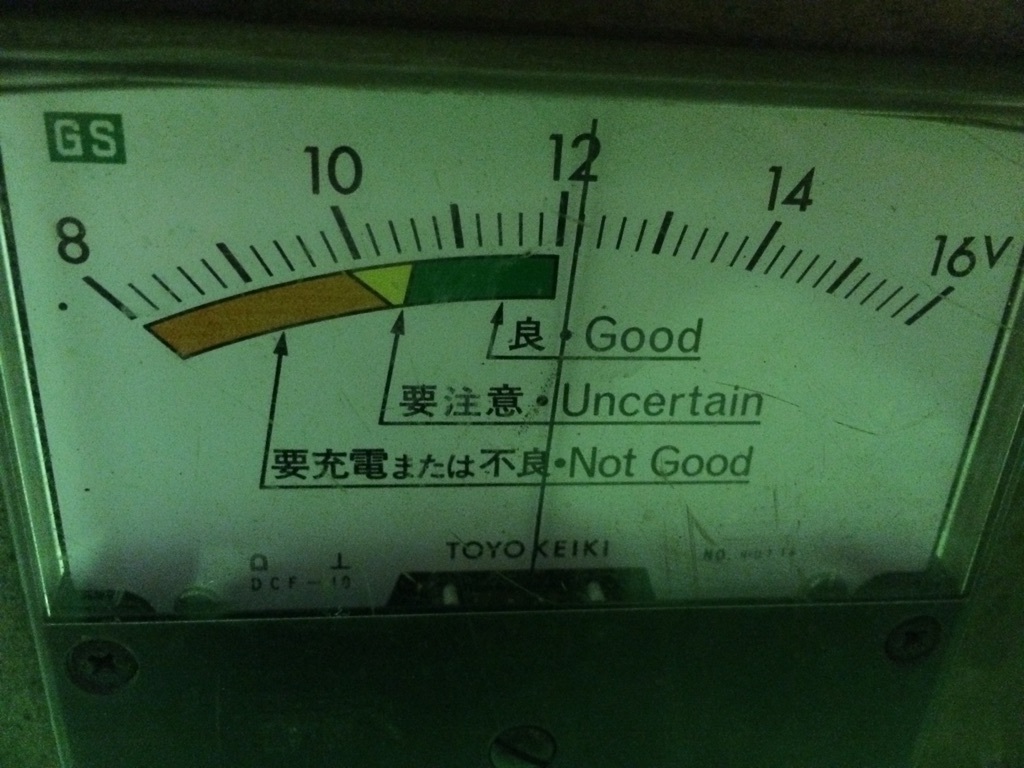 GS
8 10 12 14 16V
良・Good
要注意・Uncertain
要充電または不良・Not Good
TOYO KEIKI
DCF-10
NO.